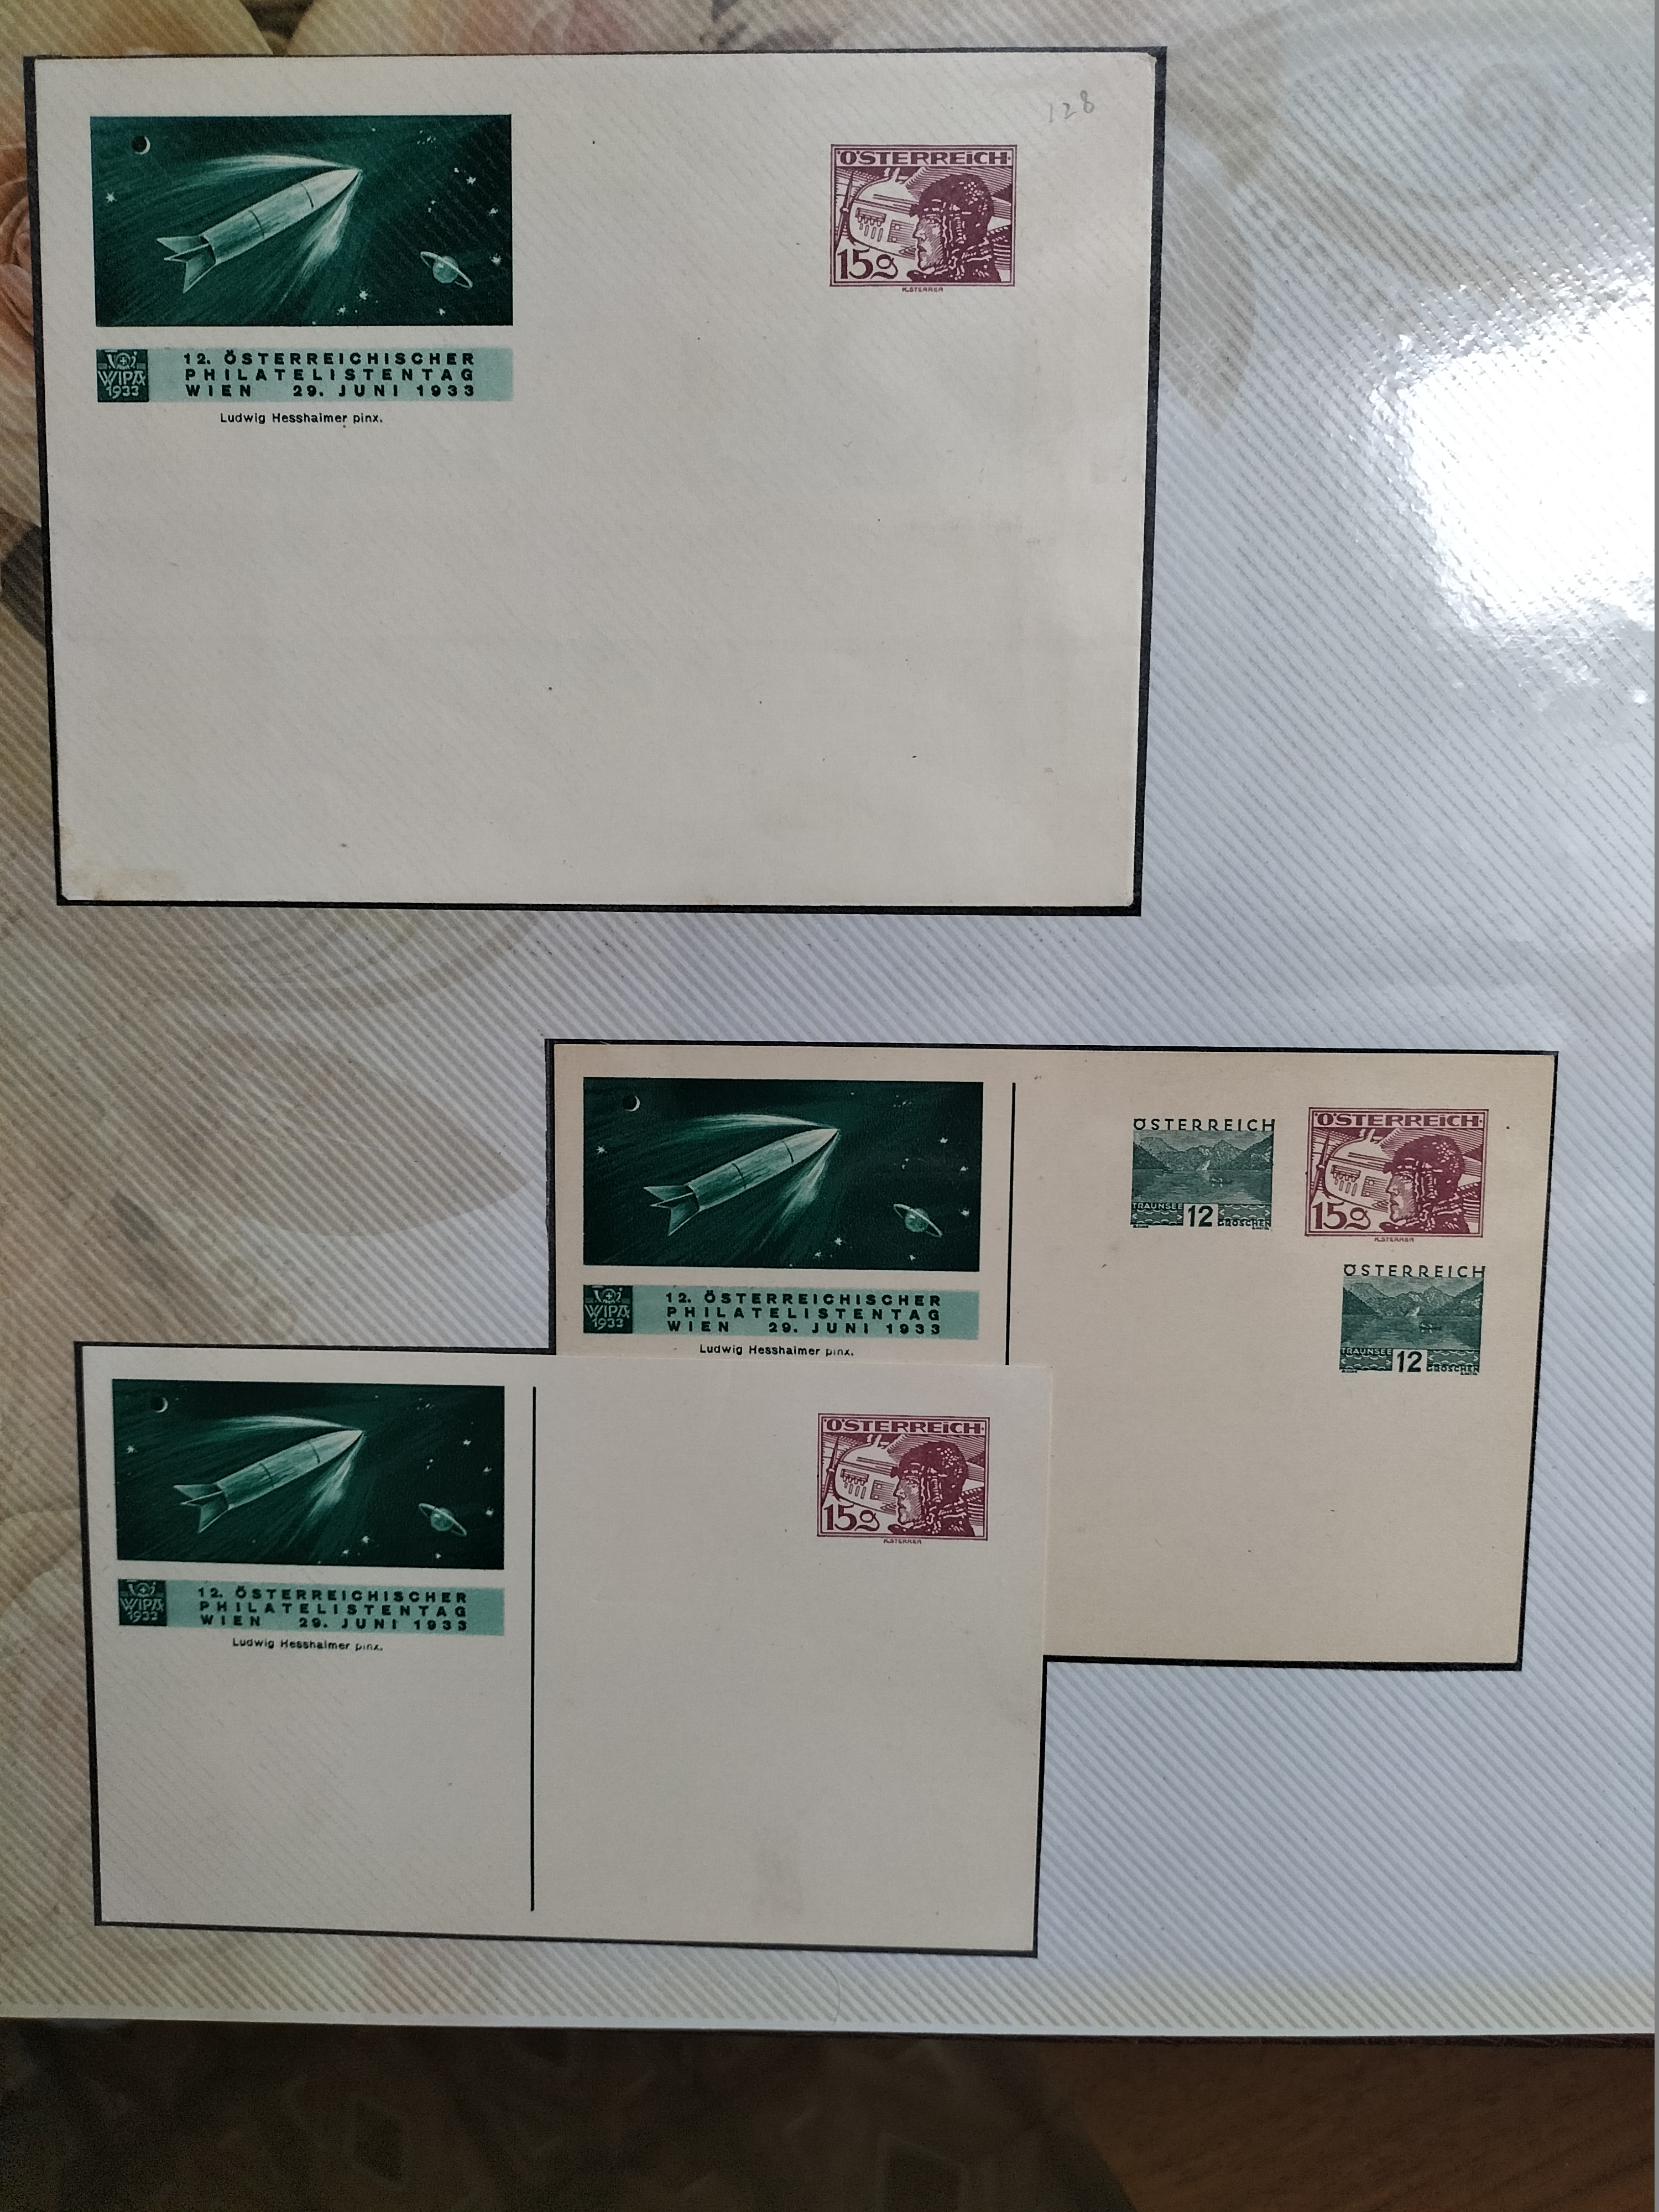 128
ÖSTERREICH
15g
K.STERRER
WIPA
1933
12. ÖSTERREICHISCHER
PHILATELISTENTAG
WIEN 29. JUNI 1933
Ludwig Hesshaimer pinx.
ÖSTERREICH
TRAUNSEE 12 GROSCHEN
ÖSTERREICH
15g
K.STERRER
ÖSTERREICH
TRAUNSEE 12 GROSCHEN
WIPA
1933
12. ÖSTERREICHISCHER
PHILATELISTENTAG
WIEN 29. JUNI 1933
Ludwig Hesshaimer pinx.
ÖSTERREICH
15g
K.STERRER
WIPA
1933
12. ÖSTERREICHISCHER
PHILATELISTENTAG
WIEN 29. JUNI 1933
Ludwig Hesshaimer pinx.